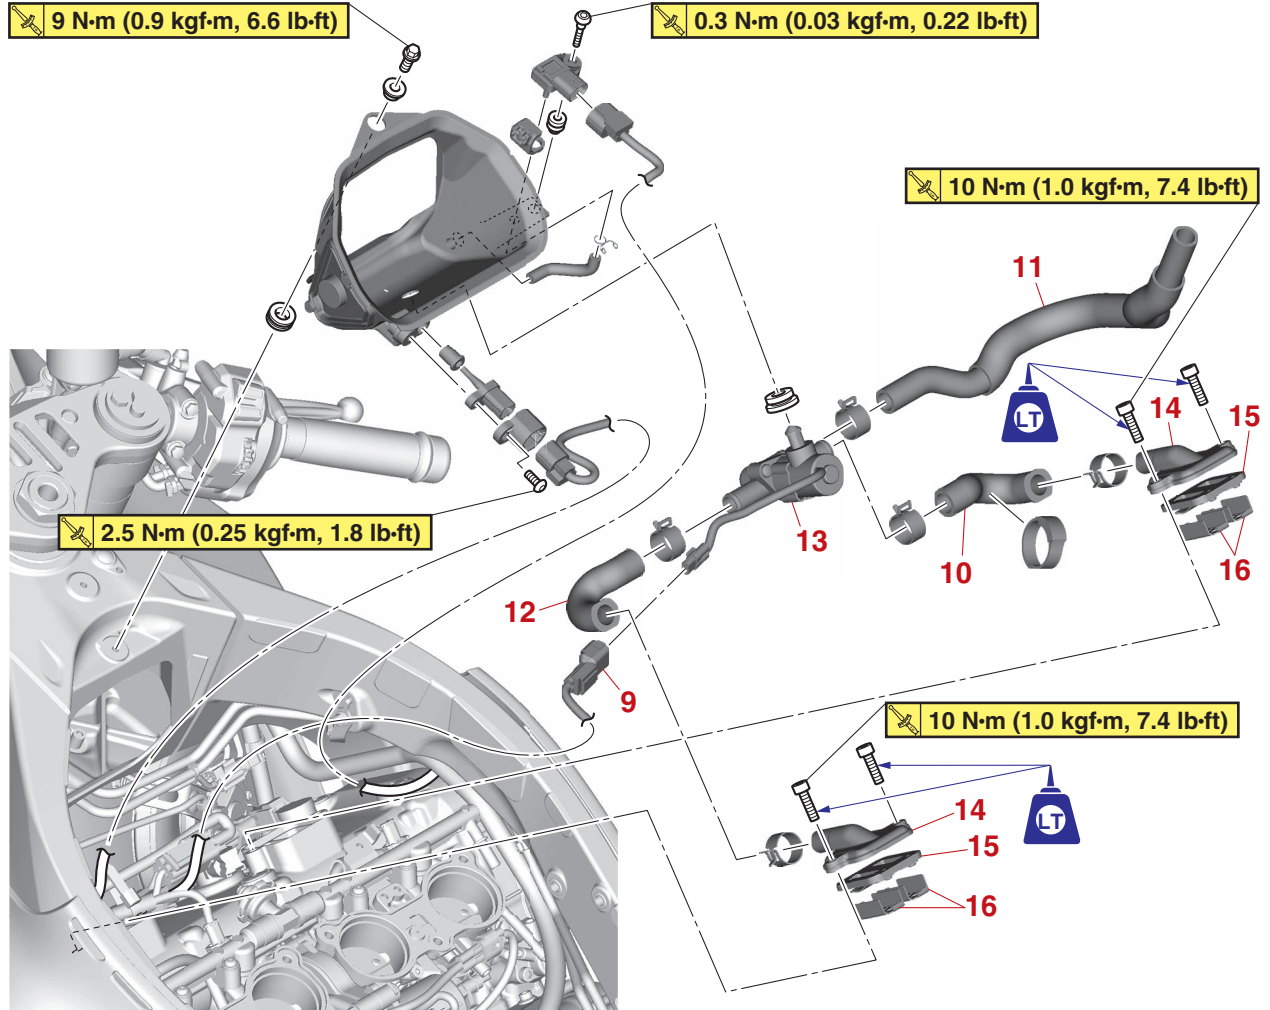 9 N·m (0.9 kgf·m, 6.6 lb·ft)
0.3 N·m (0.03 kgf·m, 0.22 lb·ft)
10 N·m (1.0 kgf·m, 7.4 lb·ft)
11
LT
14
15
2.5 N·m (0.25 kgf·m, 1.8 lb·ft)
13
10
16
12
9
10 N·m (1.0 kgf·m, 7.4 lb·ft)
14
LT
15
16